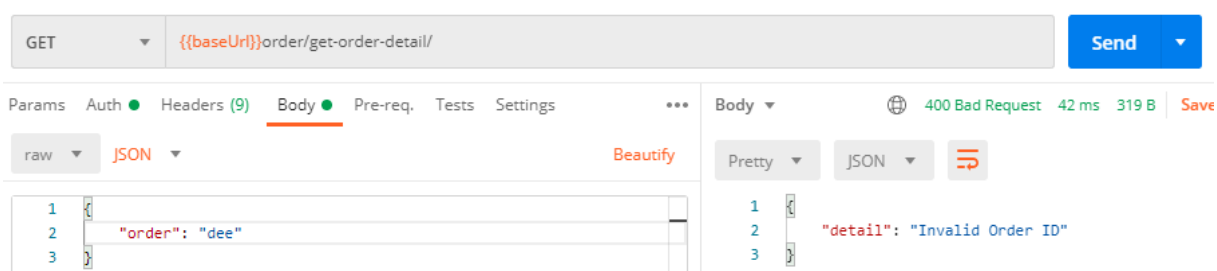 GET {{baseUrl}}order/get-order-detail/ Send
Params Auth Headers (9) Body Pre-req. Tests Settings
raw JSON Beautify
1 {
2 "order": "dee"
3 }
Body 400 Bad Request 42 ms 319 B Save
Pretty JSON
1 {
2 "detail": "Invalid Order ID"
3 }